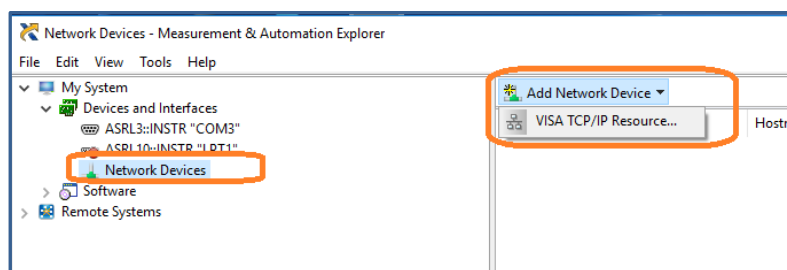 Network Devices - Measurement & Automation Explorer
File Edit View Tools Help
My System
Devices and Interfaces
ASRL3::INSTR "COM3"
ASRL10::INSTR "LPT1"
Network Devices
Software
Remote Systems
Add Network Device
VISA TCP/IP Resource...
Hostn